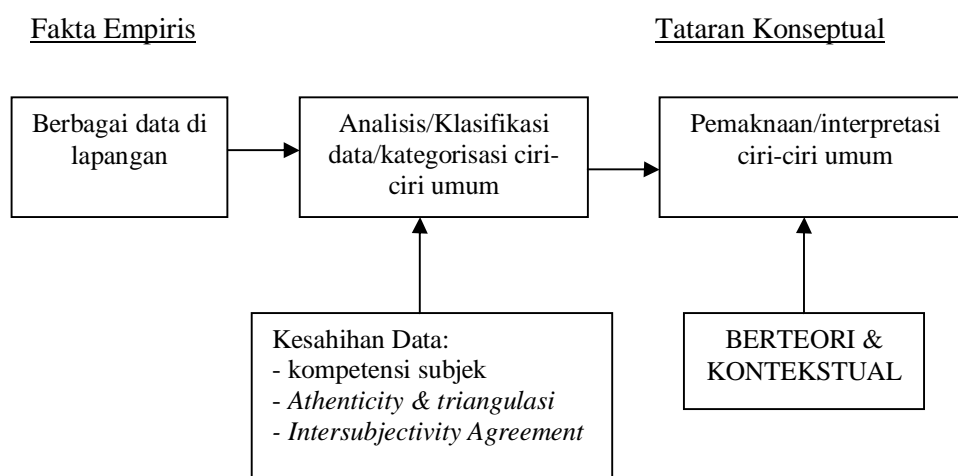 Fakta Empiris
Tataran Konseptual
Berbagai data di
lapangan
Analisis/Klasifikasi
data/kategorisasi ciri-
ciri umum
Pemaknaan/interpretasi
ciri-ciri umum
Kesahihan Data:
- kompetensi subjek
- Athenticity & triangulasi
- Intersubjectivity Agreement
BERTEORI &
KONTEKSTUAL